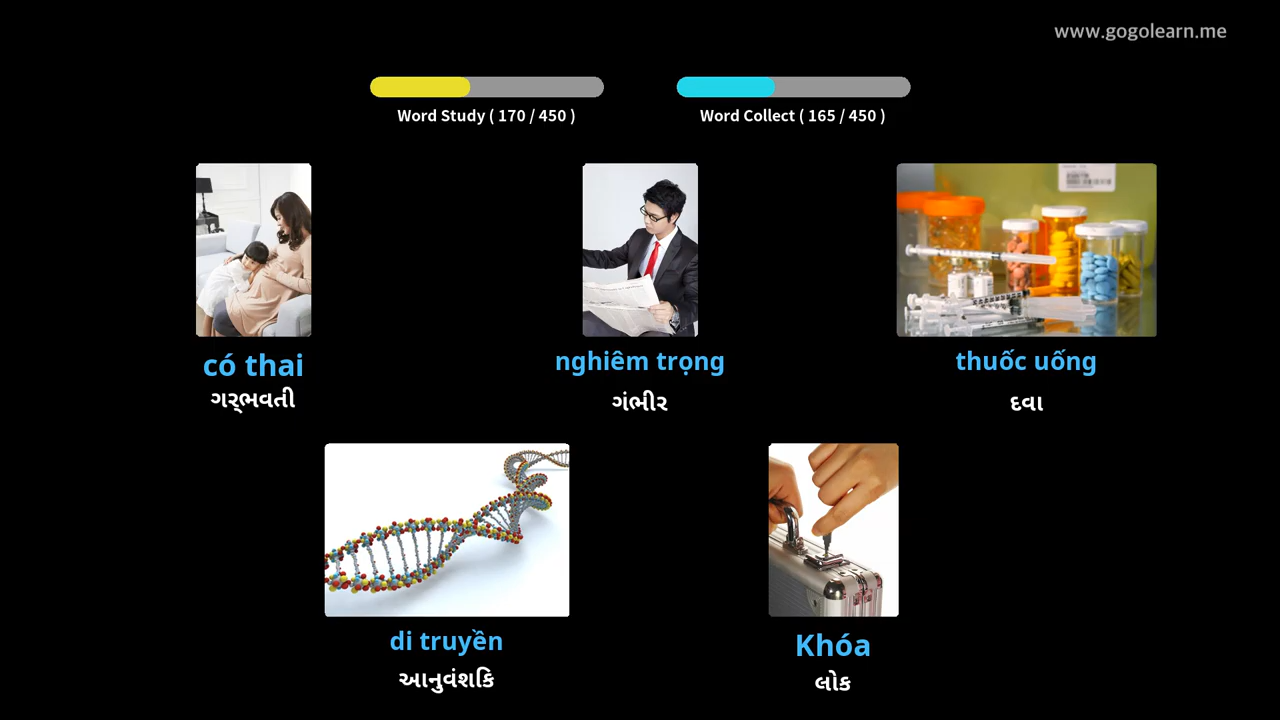 www.gogolearn.me
Word Study ( 170 / 450 )
Word Collect ( 165 / 450 )
có thai
ગર્ભવતી
nghiêm trọng
ગંભીર
thuốc uống
દવા
di truyền
આનુવંશકિ
Khóa
લોક